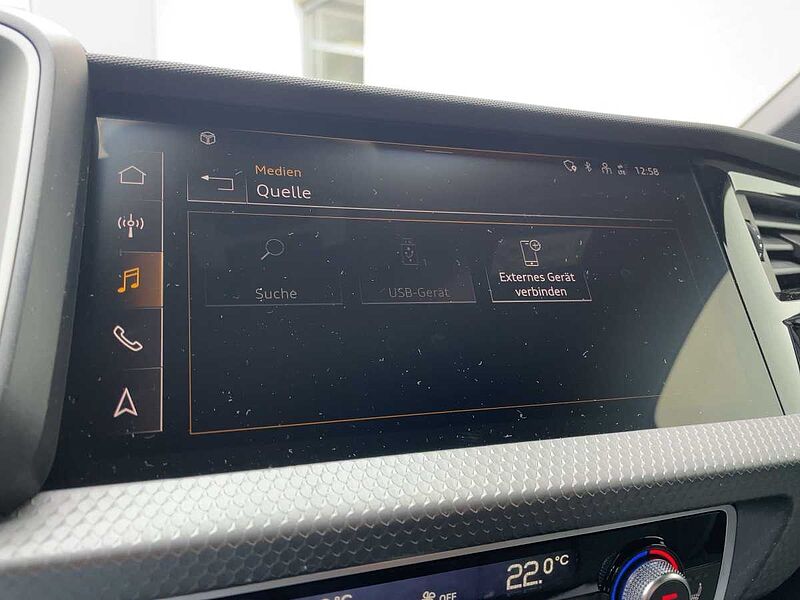 Medien
Quelle
12:58
Suche
USB-Gerät
Externes Gerät
verbinden
22.0°C
OFF